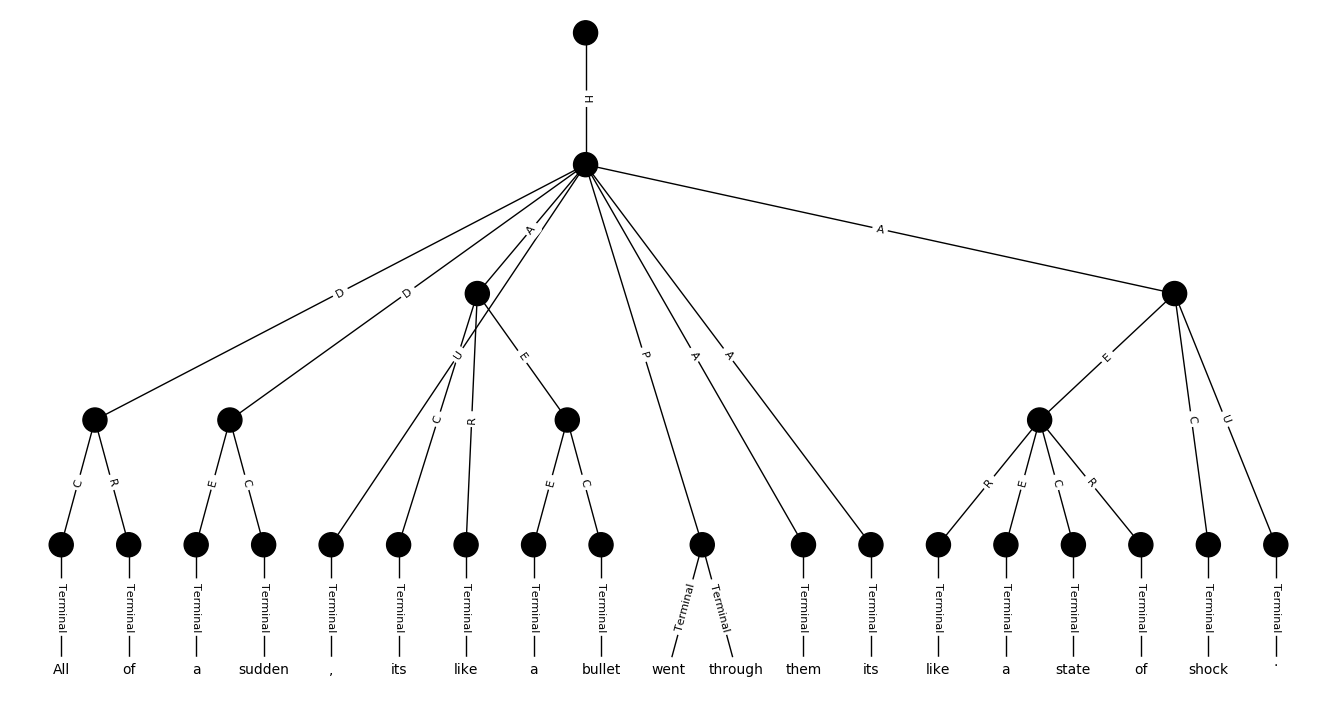 H
A
A
D
D
U
E
P
A
A
E
C
R
C
U
C
R
E
C
E
C
R
E
C
R
Terminal Terminal Terminal Terminal Terminal Terminal Terminal Terminal Terminal Terminal Terminal Terminal Terminal Terminal Terminal Terminal Terminal Terminal Terminal
All of a sudden , its like a bullet went through them its like a state of shock .